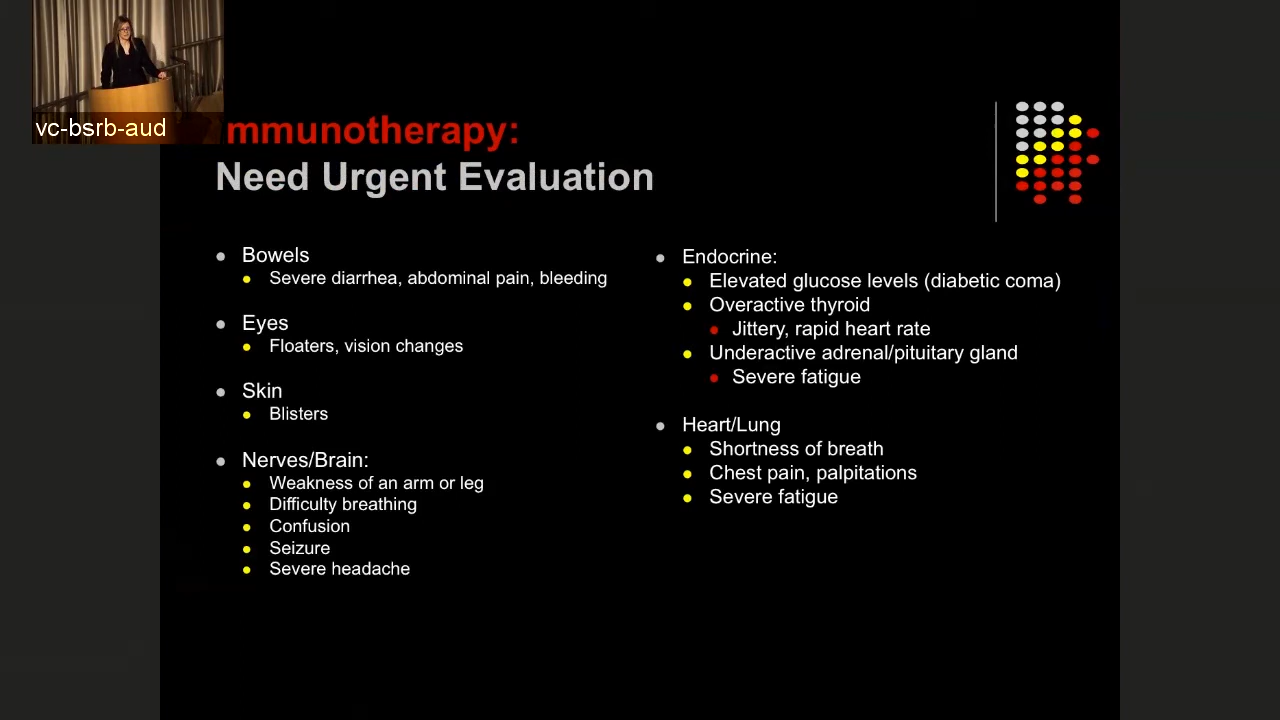 vc-bsrb-aud
mmunotherapy:
Need Urgent Evaluation
Bowels
Severe diarrhea, abdominal pain, bleeding
Eyes
Floaters, vision changes
Skin
Blisters
Nerves/Brain:
Weakness of an arm or leg
Difficulty breathing
Confusion
Seizure
Severe headache
Endocrine:
Elevated glucose levels (diabetic coma)
Overactive thyroid
Jittery, rapid heart rate
Underactive adrenal/pituitary gland
Severe fatigue
Heart/Lung
Shortness of breath
Chest pain, palpitations
Severe fatigue